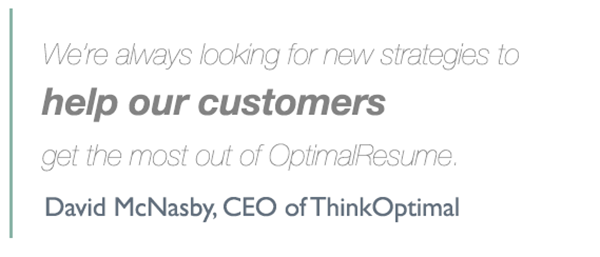 We're always looking for new strategies to
help our customers
get the most out of OptimalResume.
David McNasby, CEO of ThinkOptimal